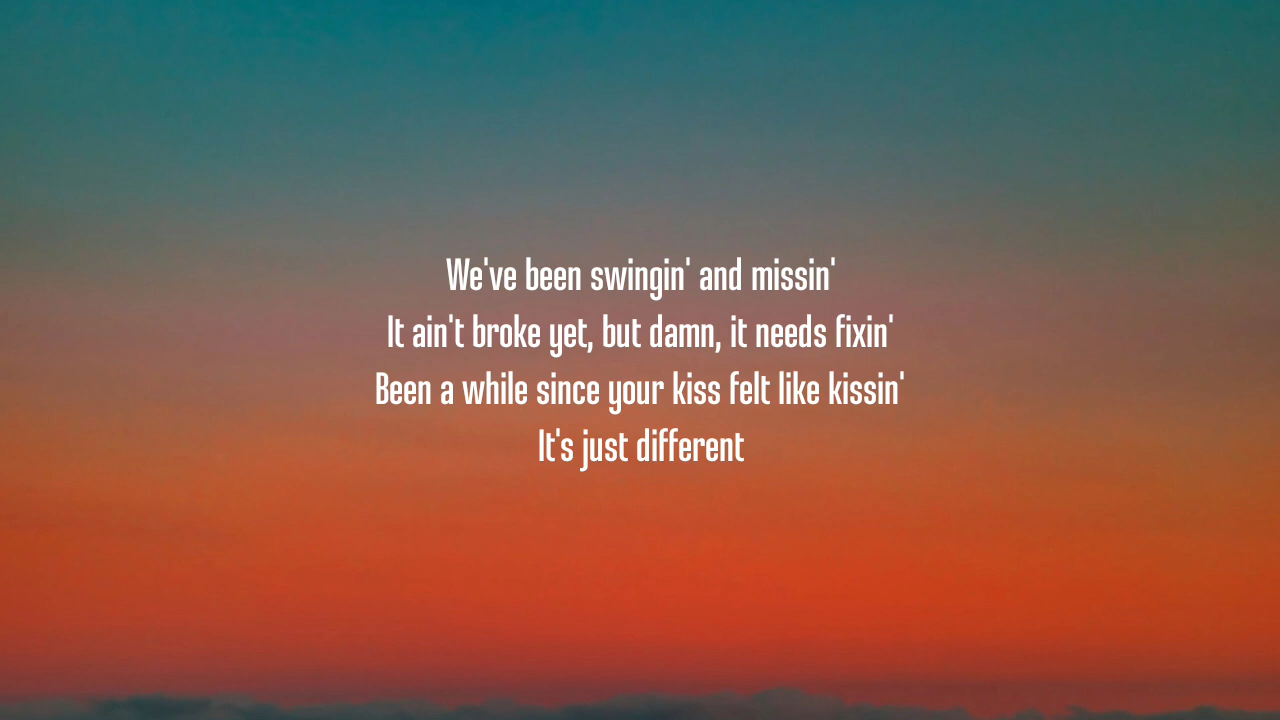 We've been swingin' and missin'
It ain't broke yet, but damn, it needs fixin'
Been a while since your kiss felt like kissin'
It's just different